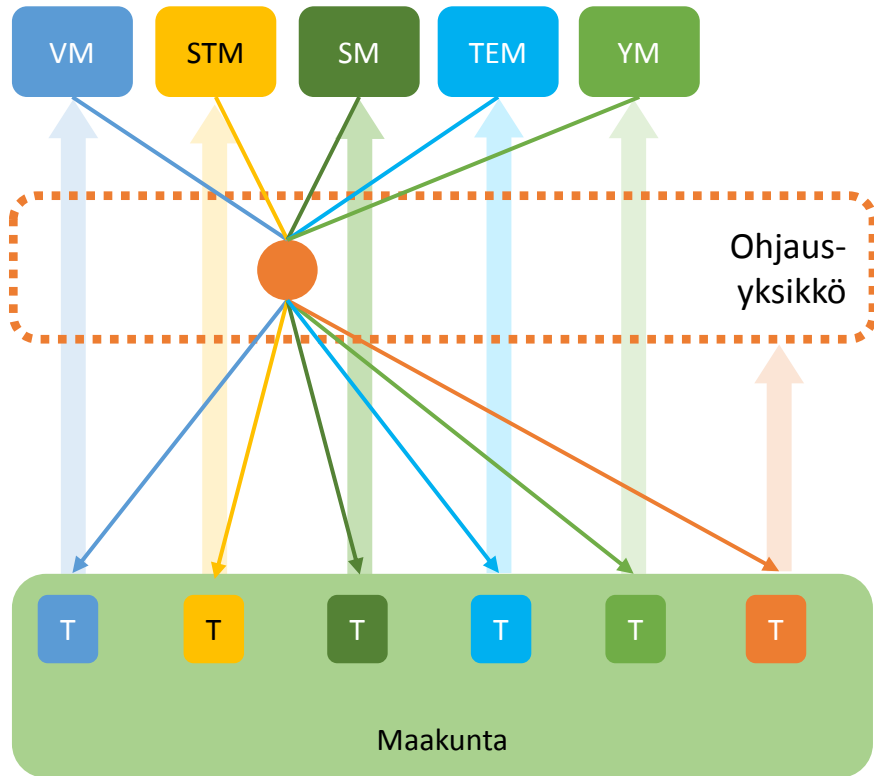 VM STM SM TEM YM
Ohjaus-
yksikkö
T T T T T T
Maakunta